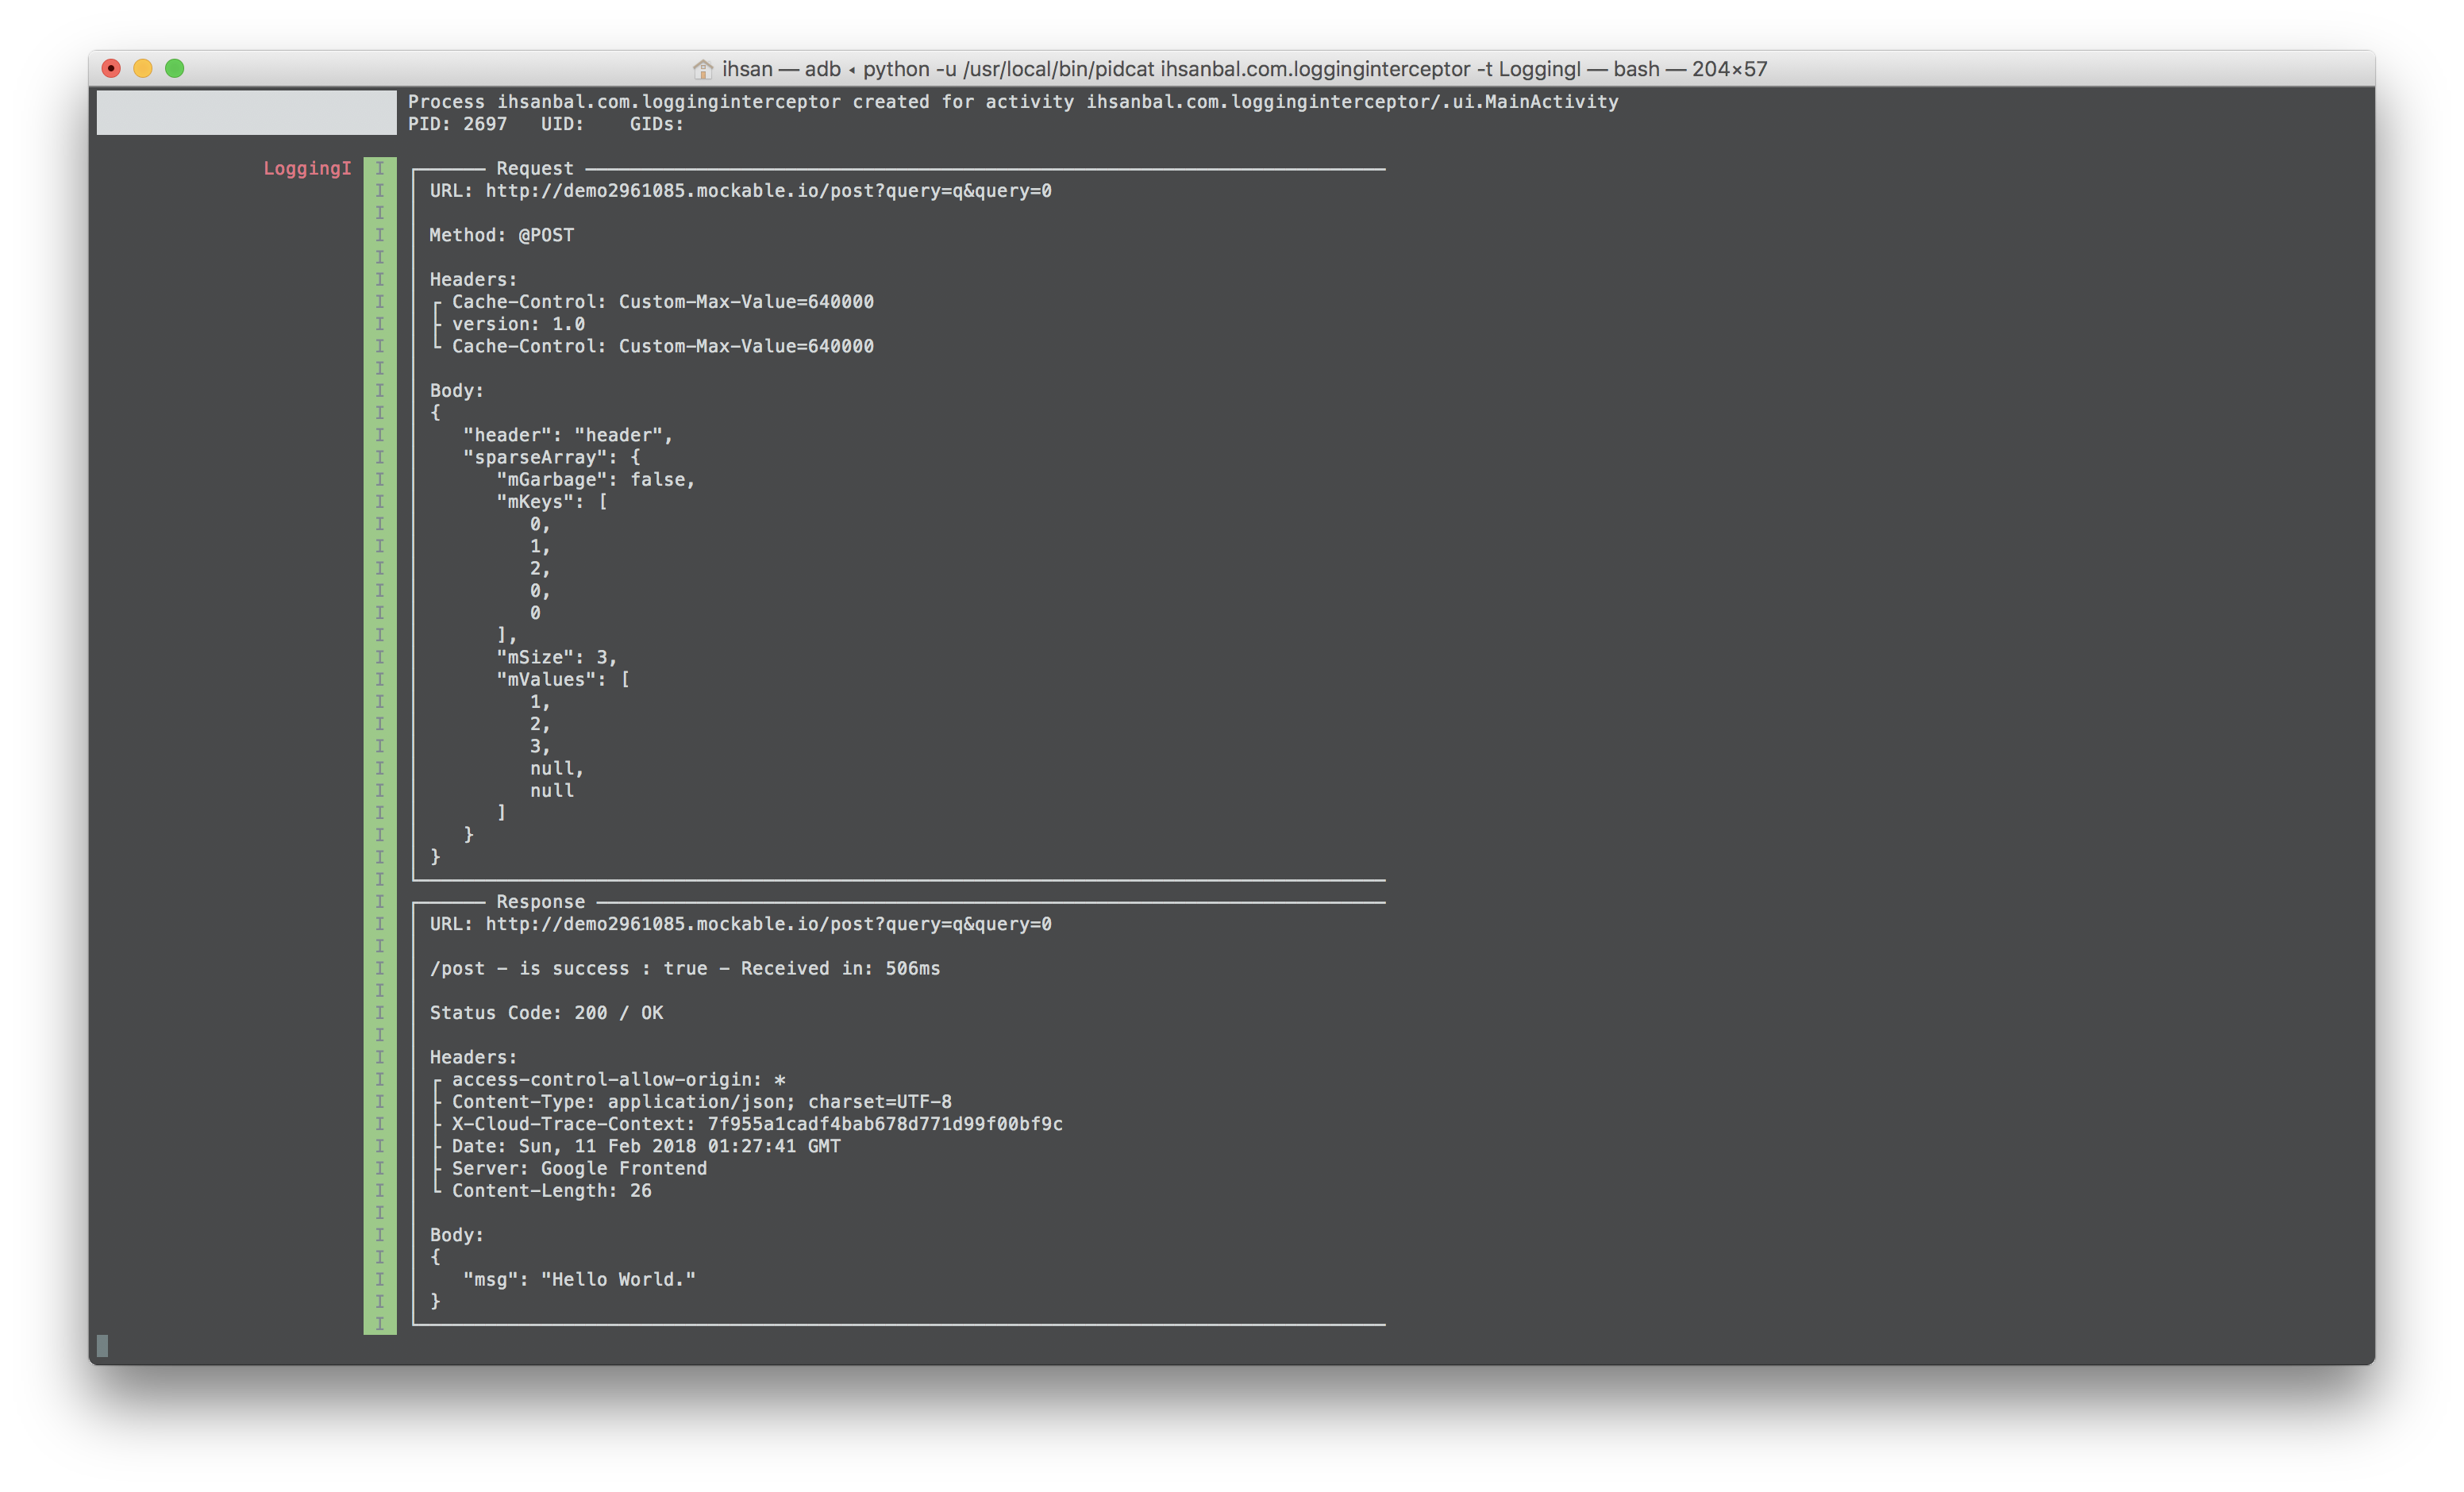 ihsan — adb ◂ python -u /usr/local/bin/pidcat ihsanbal.com.logginginterceptor -t LoggingI — bash — 204×57
Process ihsanbal.com.logginginterceptor created for activity ihsanbal.com.logginginterceptor/.ui.MainActivity
PID: 2697   UID:    GIDs:
LoggingI I Request
I URL: http://demo2961085.mockable.io/post?query=q&query=0
I
I Method: @POST
I
I Headers:
I ┌ Cache-Control: Custom-Max-Value=640000
I ├ version: 1.0
I └ Cache-Control: Custom-Max-Value=640000
I
I Body:
I {
I    "header": "header",
I    "sparseArray": {
I       "mGarbage": false,
I       "mKeys": [
I          0,
I          1,
I          2,
I          0,
I          0
I       ],
I       "mSize": 3,
I       "mValues": [
I          1,
I          2,
I          3,
I          null,
I          null
I       ]
I    }
I }
I
I Response
I URL: http://demo2961085.mockable.io/post?query=q&query=0
I
I /post - is success : true - Received in: 506ms
I
I Status Code: 200 / OK
I
I Headers:
I ┌ access-control-allow-origin: *
I ├ Content-Type: application/json; charset=UTF-8
I ├ X-Cloud-Trace-Context: 7f955a1cadf4bab678d771d99f00bf9c
I ├ Date: Sun, 11 Feb 2018 01:27:41 GMT
I ├ Server: Google Frontend
I └ Content-Length: 26
I
I Body:
I {
I    "msg": "Hello World."
I }
I